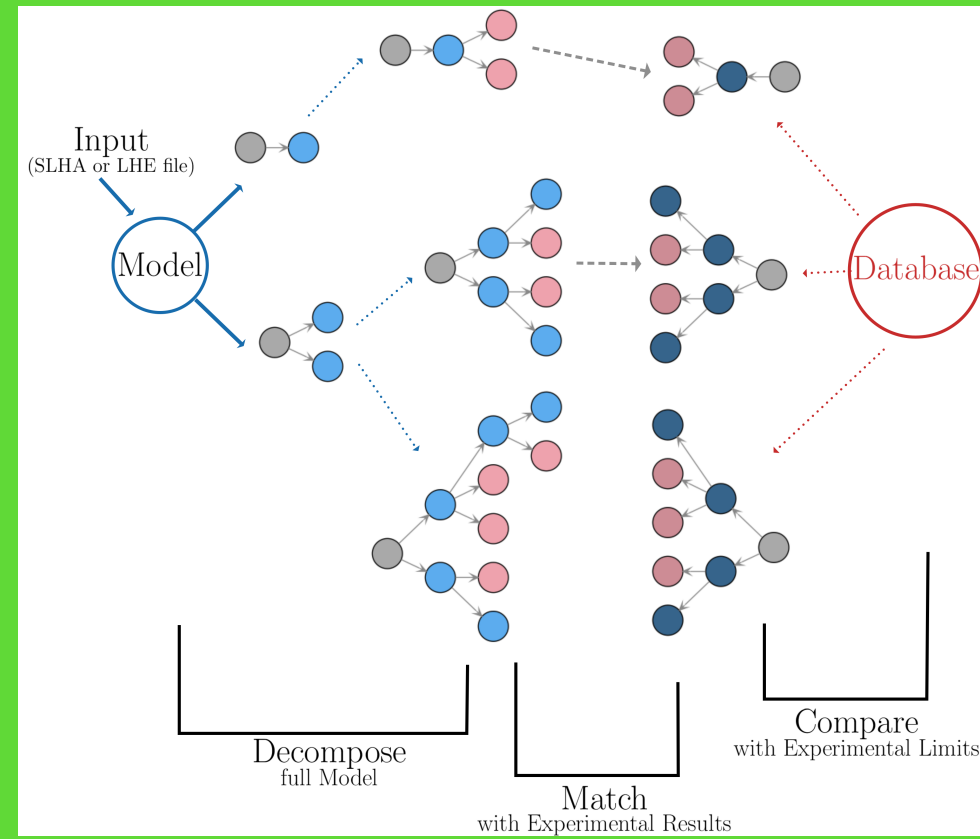 Input
(SLHA or LHE file)
Model
Database
Decompose
full Model
Match
with Experimental Results
Compare
with Experimental Limits